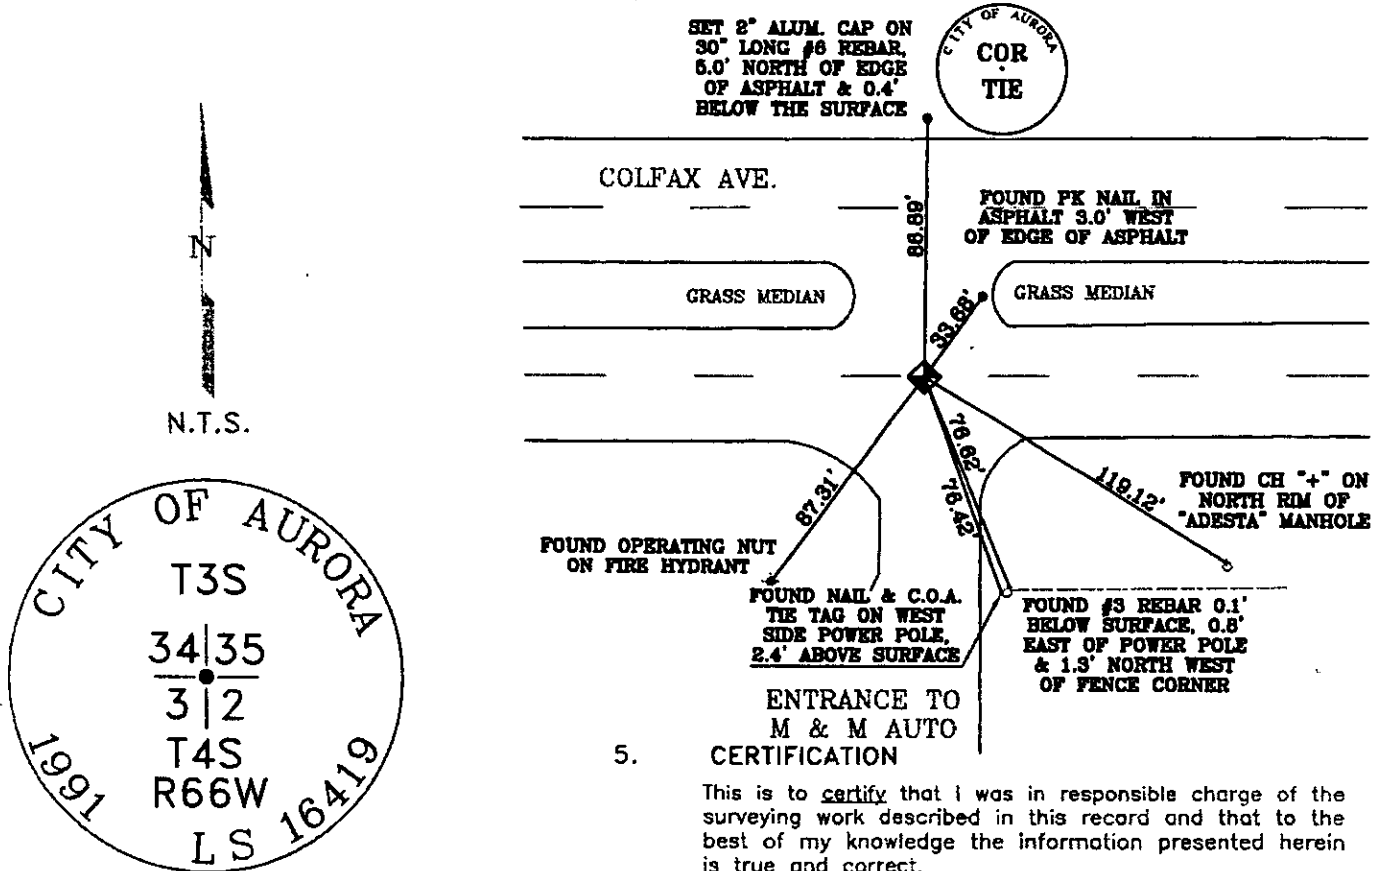 SET 2" ALUM. CAP ON
30" LONG #6 REBAR,
5.0' NORTH OF EDGE
OF ASPHALT & 0.4'
BELOW THE SURFACE
CITY OF AURORA
COR
TIE
COLFAX AVE.
86.89'
FOUND PK NAIL IN
ASPHALT 3.0' WEST
OF EDGE OF ASPHALT
N
GRASS MEDIAN
GRASS MEDIAN
33.68'
N.T.S.
87.31'
76.62'
76.42'
119.12'
FOUND CH "+" ON
NORTH RIM OF
"ADESTA" MANHOLE
FOUND OPERATING NUT
ON FIRE HYDRANT
FOUND NAIL & C.O.A.
TIE TAG ON WEST
SIDE POWER POLE,
2.4' ABOVE SURFACE
FOUND #3 REBAR 0.1'
BELOW SURFACE, 0.8'
EAST OF POWER POLE
& 1.3' NORTH WEST
OF FENCE CORNER
ENTRANCE TO
M & M AUTO
CITY OF AURORA
T3S
34 35
3 2
T4S
R66W
1991
LS 16419
5. CERTIFICATION
This is to certify that I was in responsible charge of the
surveying work described in this record and that to the
best of my knowledge the information presented herein
is true and correct.